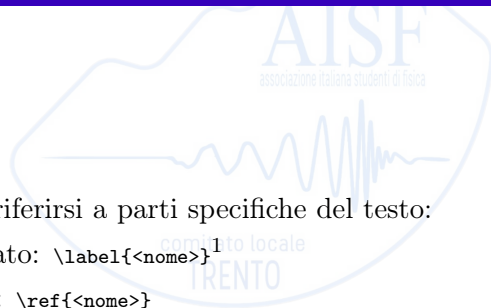 AISF
associazione italiana studenti di fisica
riferirsi a parti specifiche del testo:
ato: \label{<nome>}1
comitato locale
TRENTO
: \ref{<nome>}